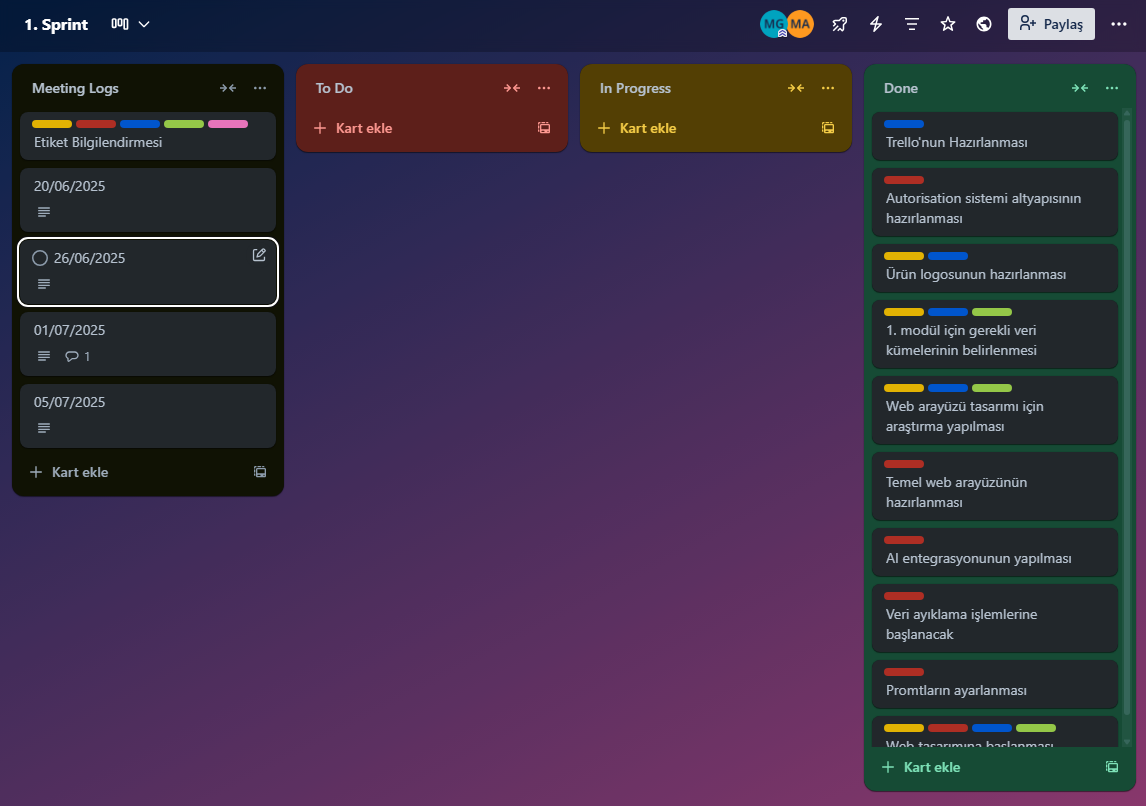 1. Sprint
MG
MA
Paylaş
Meeting Logs
Etiket Bilgilendirmesi
20/06/2025
26/06/2025
01/07/2025
1
05/07/2025
Kart ekle
To Do
Kart ekle
In Progress
Kart ekle
Done
Trello'nun Hazırlanması
Autorisation sistemi altyapısının
hazırlanması
Ürün logosunun hazırlanması
1. modül için gerekli veri
kümelerinin belirlenmesi
Web arayüzü tasarımı için
araştırma yapılması
Temel web arayüzünün
hazırlanması
AI entegrasyonunun yapılması
Veri ayıklama işlemlerine
başlanacak
Promtların ayarlanması
Web tasarımına başlanması
Kart ekle